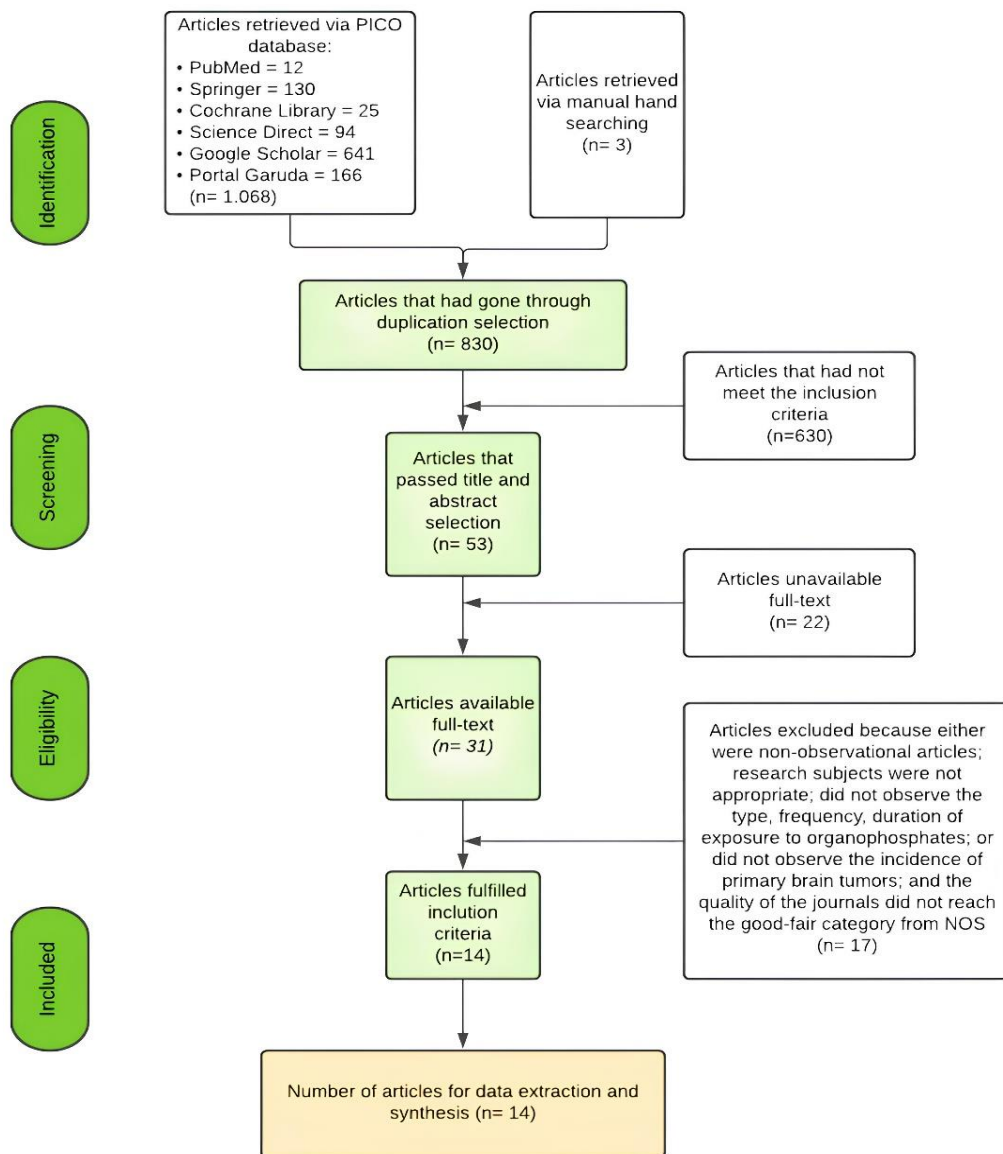 Articles retrieved via PICO
database:
• PubMed = 12
• Springer = 130
• Cochrane Library = 25
• Science Direct = 94
• Google Scholar = 641
• Portal Garuda = 166
(n= 1.068)
Articles retrieved
via manual hand
searching
(n= 3)
Identification
Articles that had gone through
duplication selection
(n= 830)
Articles that had not
meet the inclusion
criteria
(n=630)
Screening
Articles that
passed title and
abstract
selection
(n= 53)
Articles unavailable
full-text
(n= 22)
Eligibility
Articles available
full-text
(n= 31)
Articles excluded because either
were non-observational articles;
research subjects were not
appropriate; did not observe the
type, frequency, duration of
exposure to organophosphates; or
did not observe the incidence of
primary brain tumors; and the
quality of the journals did not reach
the good-fair category from NOS
(n= 17)
Included
Articles fulfilled
inclution
criteria
(n=14)
Number of articles for data extraction and
synthesis (n= 14)